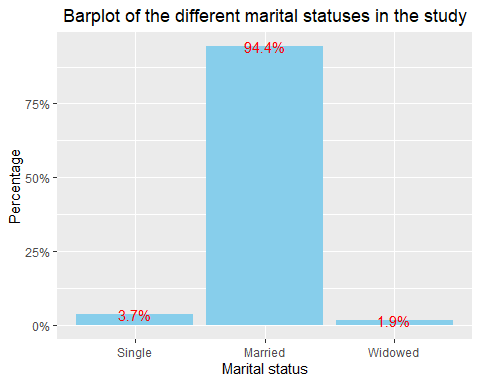 Barplot of the different marital statuses in the study
94.4%
75%
50%
25%
3.7%
1.9%
0%
Percentage
Single Married Widowed
Marital status